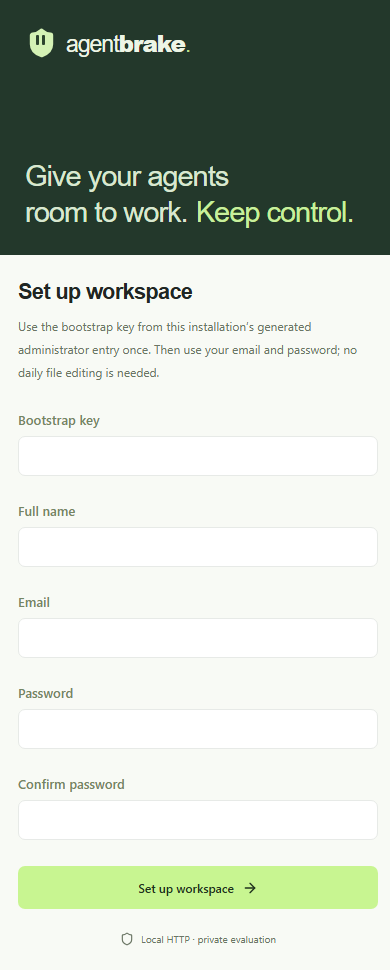 agentbrake.
Give your agents
room to work. Keep control.
Set up workspace
Use the bootstrap key from this installation's generated
administrator entry once. Then use your email and password; no
daily file editing is needed.
Bootstrap key
Full name
Email
Password
Confirm password
Set up workspace →
Local HTTP · private evaluation